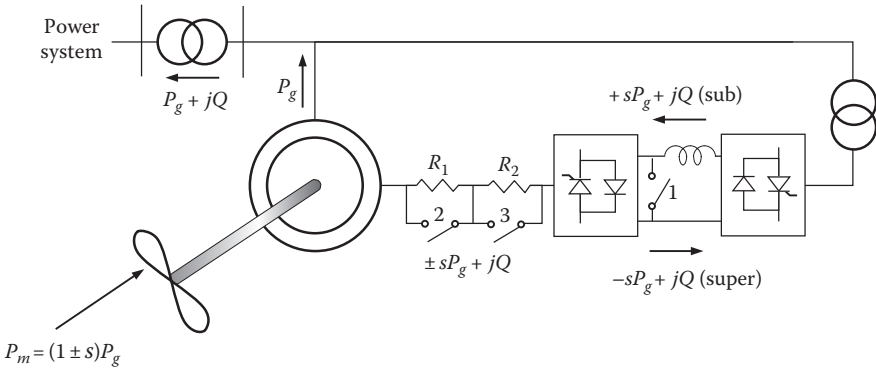 Power
system
P_g + jQ
P_g
+ sP_g + jQ (sub)
R_1
R_2
1
2
3
± sP_g + jQ
−sP_g + jQ (super)
P_m = (1 ± s)P_g